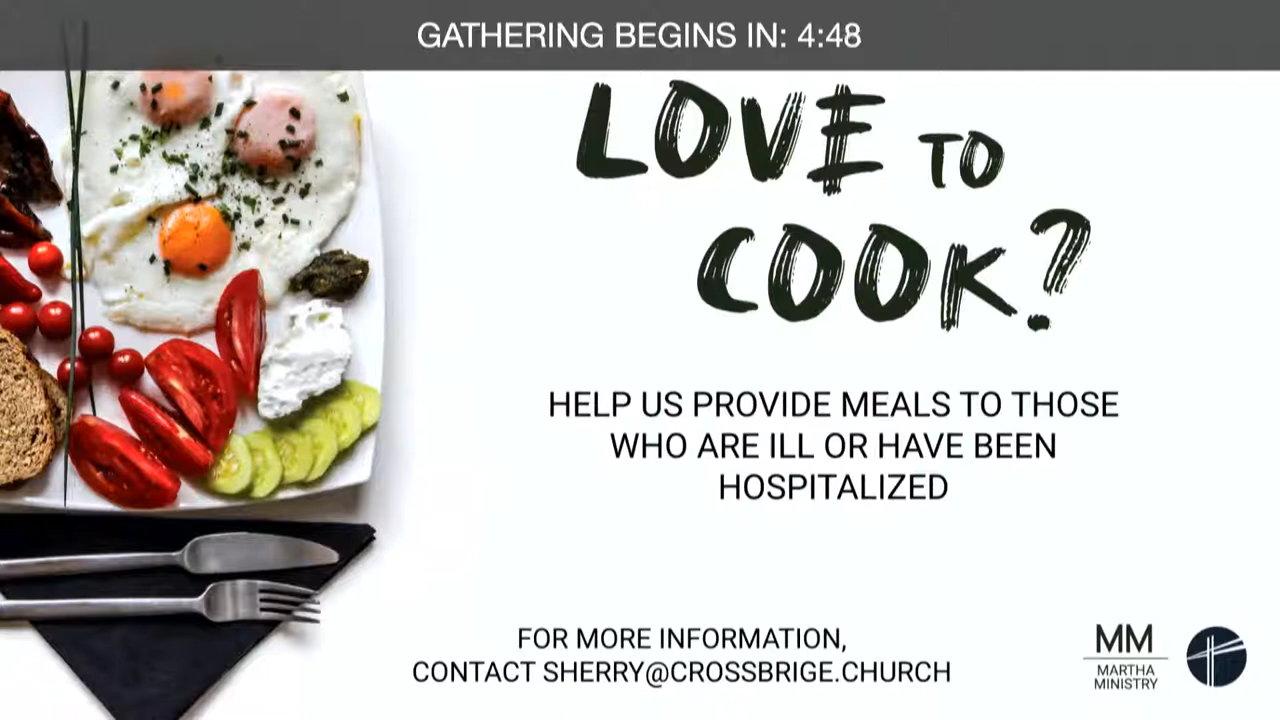 GATHERING BEGINS IN: 4:48
LOVE TO
COOK?
HELP US PROVIDE MEALS TO THOSE
WHO ARE ILL OR HAVE BEEN
HOSPITALIZED
FOR MORE INFORMATION,
CONTACT SHERRY@CROSSBRIGE.CHURCH
MM
MARTHA
MINISTRY